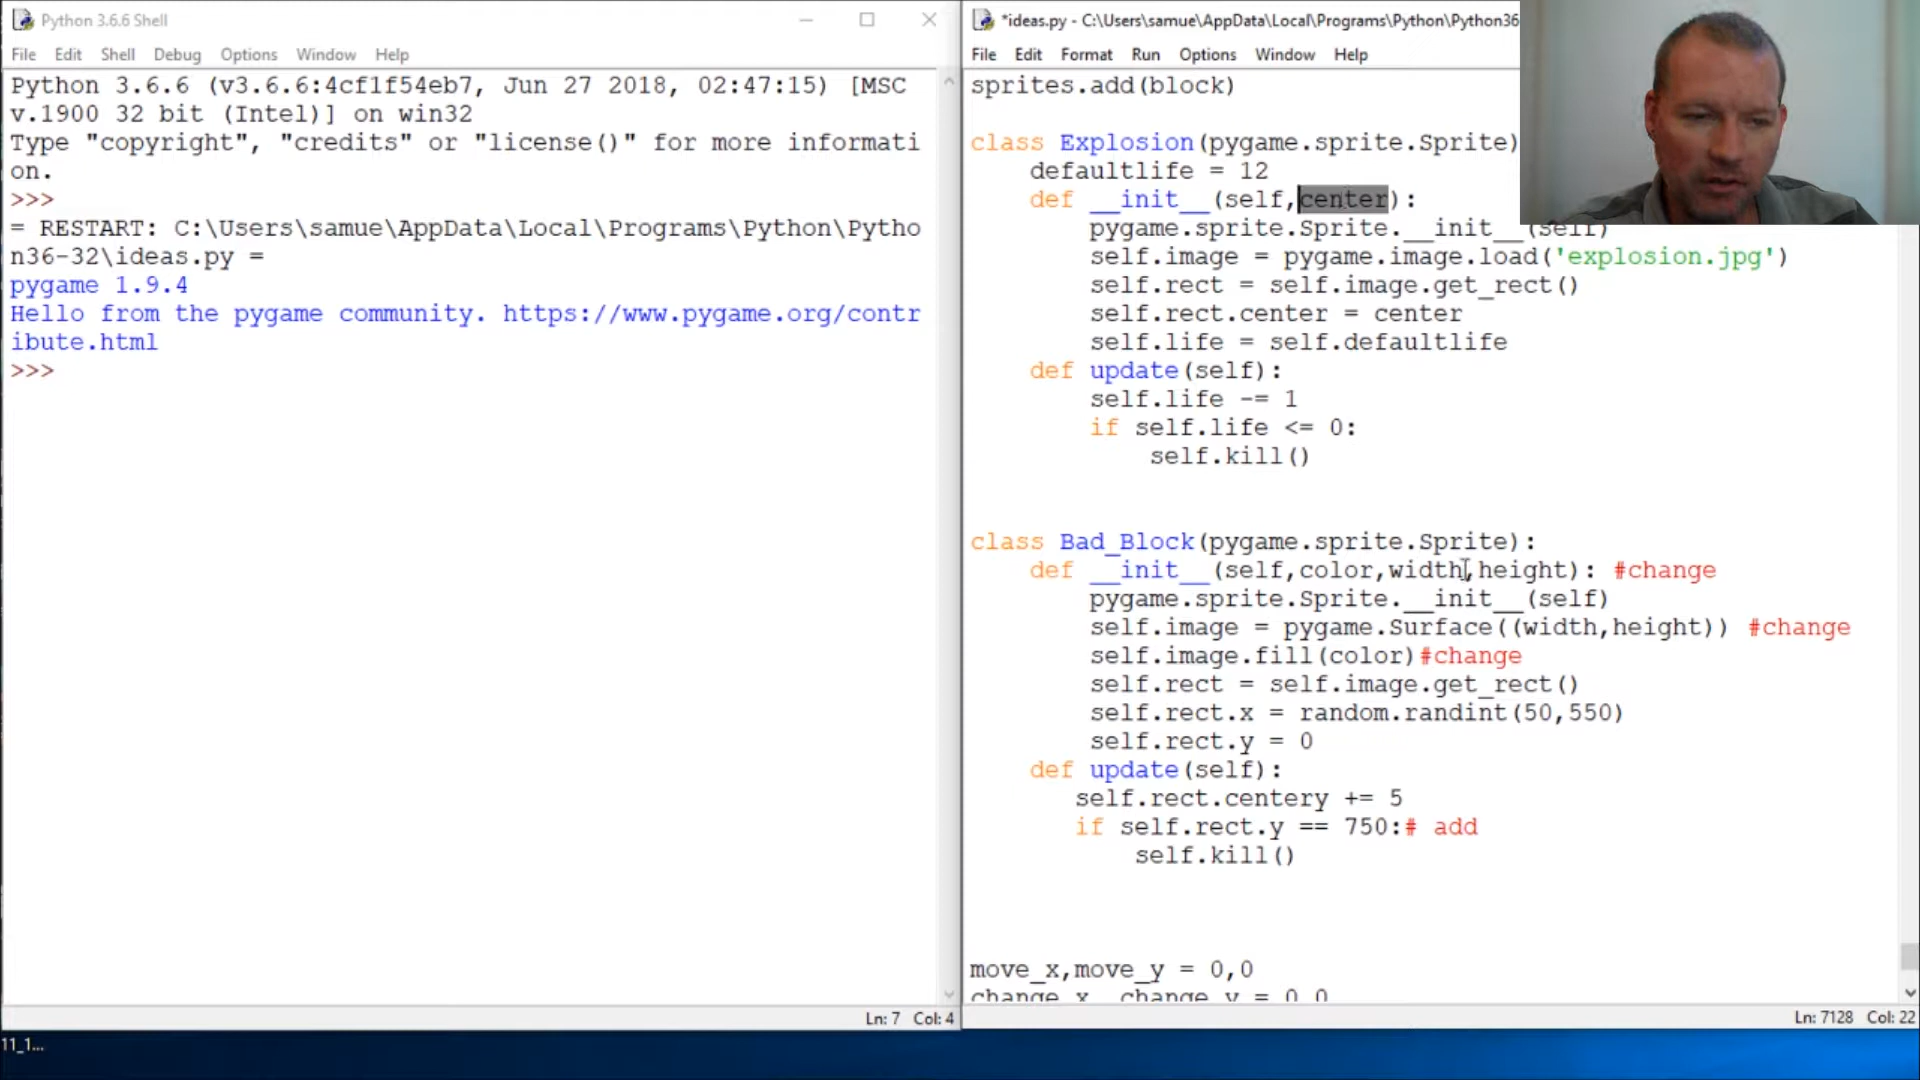 Python 3.6.6 Shell
File Edit Shell Debug Options Window Help
Python 3.6.6 (v3.6.6:4cf1f54eb7, Jun 27 2018, 02:47:15) [MSC
v.1900 32 bit (Intel)] on win32
Type "copyright", "credits" or "license()" for more informati
on.
>>>
= RESTART: C:\Users\samue\AppData\Local\Programs\Python\Pytho
n36-32\ideas.py =
pygame 1.9.4
Hello from the pygame community. https://www.pygame.org/contr
ibute.html
>>>
Ln: 7 Col: 4
*ideas.py - C:\Users\samue\AppData\Local\Programs\Python\Python36
File Edit Format Run Options Window Help
sprites.add(block)
class Explosion(pygame.sprite.Sprite)
defaultlife = 12
def __init__(self,center):
pygame.sprite.Sprite.__init__(self)
self.image = pygame.image.load('explosion.jpg')
self.rect = self.image.get_rect()
self.rect.center = center
self.life = self.defaultlife
def update(self):
self.life -= 1
if self.life <= 0:
self.kill()
class Bad_Block(pygame.sprite.Sprite):
def __init__(self,color,width,height): #change
pygame.sprite.Sprite.__init__(self)
self.image = pygame.Surface((width,height)) #change
self.image.fill(color)#change
self.rect = self.image.get_rect()
self.rect.x = random.randint(50,550)
self.rect.y = 0
def update(self):
self.rect.centery += 5
if self.rect.y == 750:# add
self.kill()
move_x,move_y = 0,0
change_x, change_y = 0,0
Ln: 7128 Col: 22
11_1...